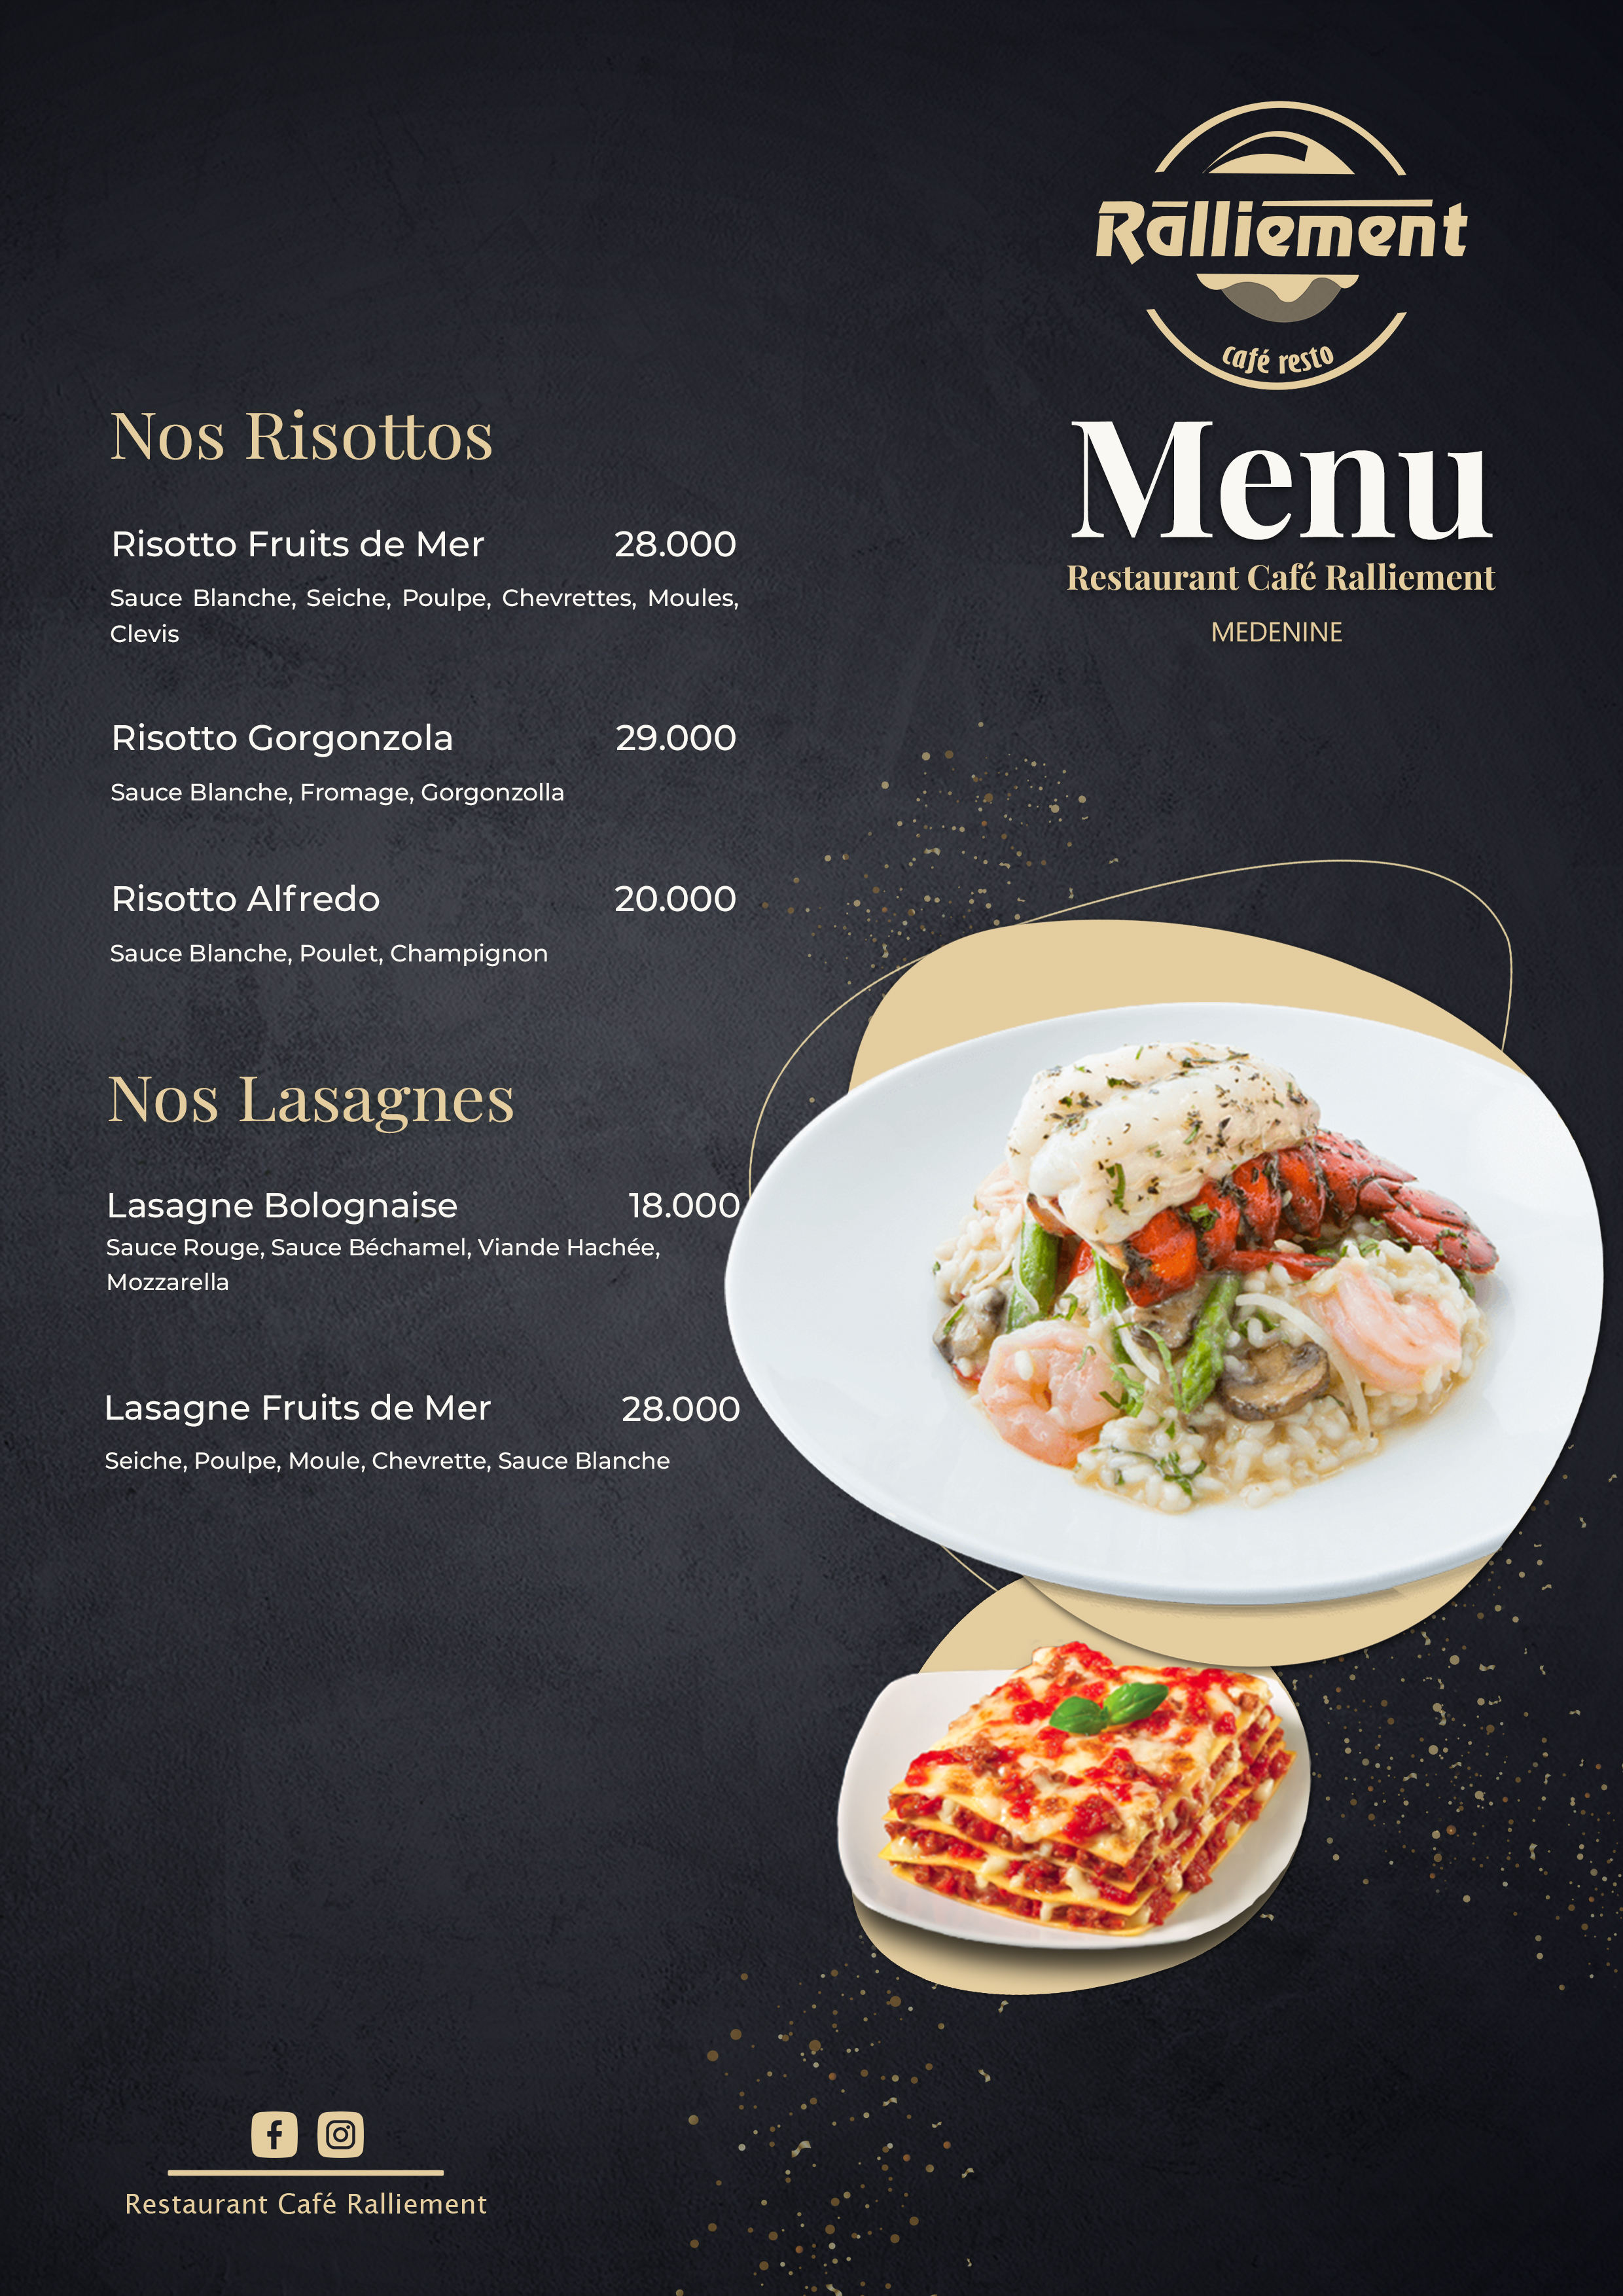 Ralliement
café resto
Menu
Restaurant Café Ralliement
MEDENINE
Nos Risottos
Risotto Fruits de Mer 28.000
Sauce Blanche, Seiche, Poulpe, Chevrettes, Moules,
Clevis
Risotto Gorgonzola 29.000
Sauce Blanche, Fromage, Gorgonzolla
Risotto Alfredo 20.000
Sauce Blanche, Poulet, Champignon
Nos Lasagnes
Lasagne Bolognaise 18.000
Sauce Rouge, Sauce Béchamel, Viande Hachée,
Mozzarella
Lasagne Fruits de Mer 28.000
Seiche, Poulpe, Moule, Chevrette, Sauce Blanche
Restaurant Café Ralliement